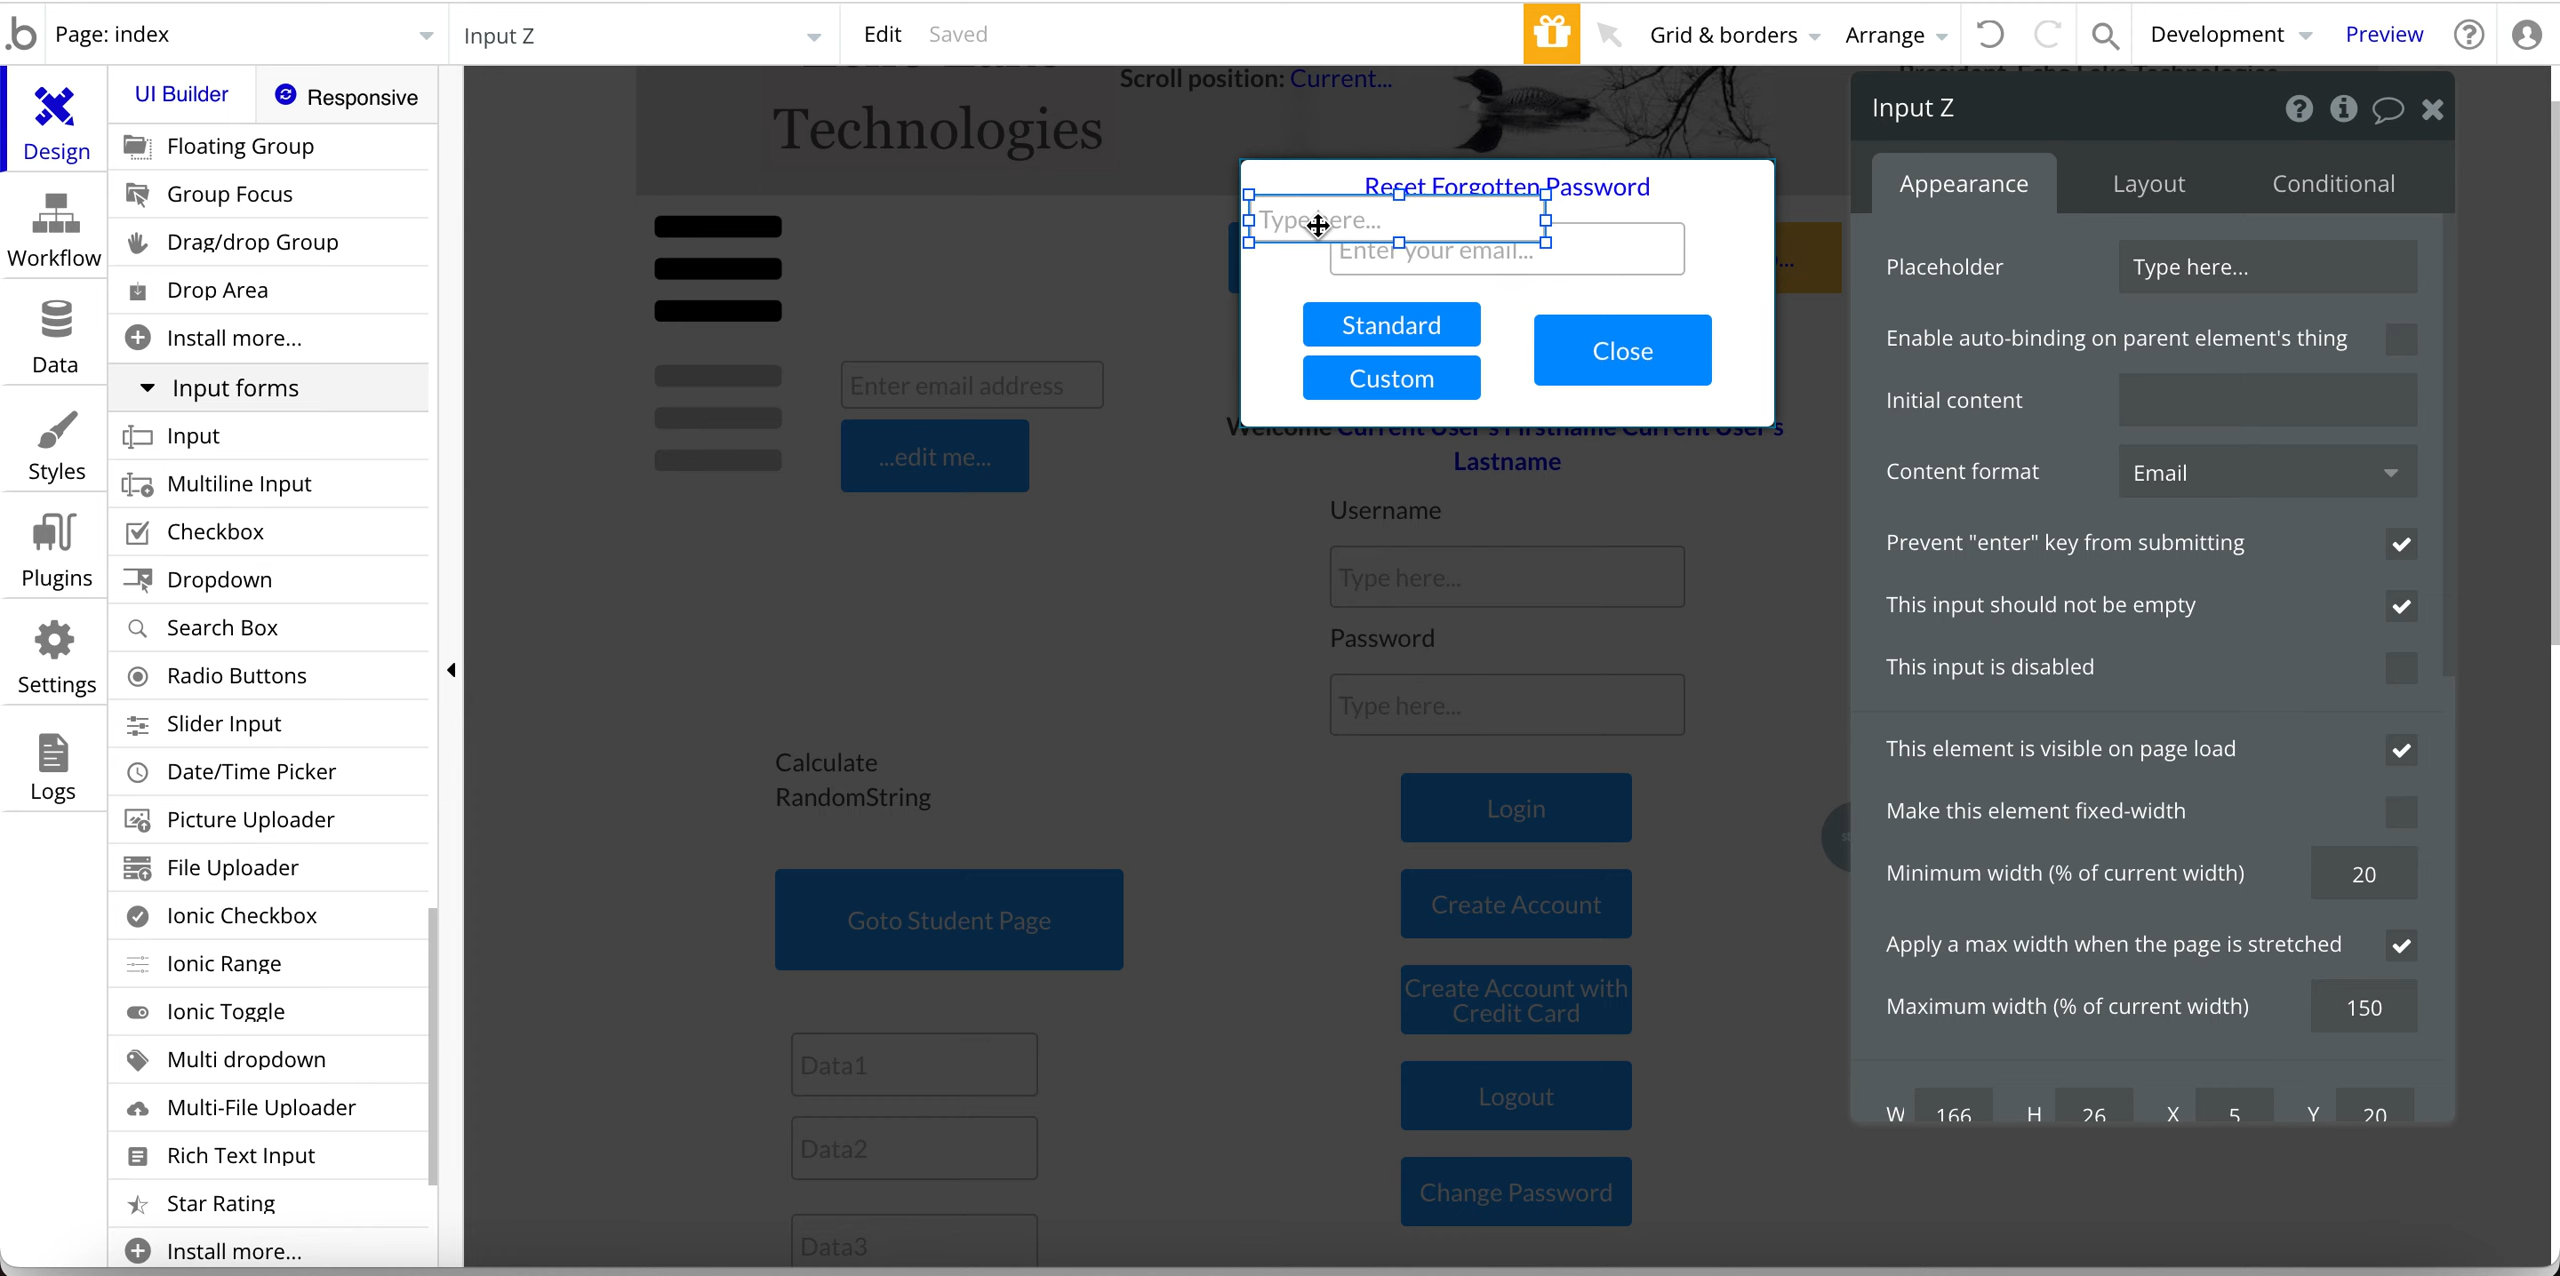 .b Page: index Input Z Edit Saved Grid & borders Arrange Development Preview
UI Builder Responsive
Design
Workflow
Data
Styles
Plugins
Settings
Logs
Floating Group
Group Focus
Drag/drop Group
Drop Area
Install more...
Input forms
Input
Multiline Input
Checkbox
Dropdown
Search Box
Radio Buttons
Slider Input
Date/Time Picker
Picture Uploader
File Uploader
Ionic Checkbox
Ionic Range
Ionic Toggle
Multi dropdown
Multi-File Uploader
Rich Text Input
Star Rating
Install more...
Scroll position: Current...
Technologies
Reset Forgotten Password
Type here...
Enter your email...
Standard
Custom
Close
Enter email address
...edit me...
Welcome Current User's Firstname Current User's
Lastname
Username
Type here...
Password
Type here...
Calculate
RandomString
Goto Student Page
Data1
Data2
Data3
Login
Create Account
Create Account with
Credit Card
Logout
Change Password
Input Z
Appearance Layout Conditional
Placeholder Type here...
Enable auto-binding on parent element's thing
Initial content
Content format Email
Prevent "enter" key from submitting
This input should not be empty
This input is disabled
This element is visible on page load
Make this element fixed-width
Minimum width (% of current width) 20
Apply a max width when the page is stretched
Maximum width (% of current width) 150
W 166 H 26 X 5 Y 20